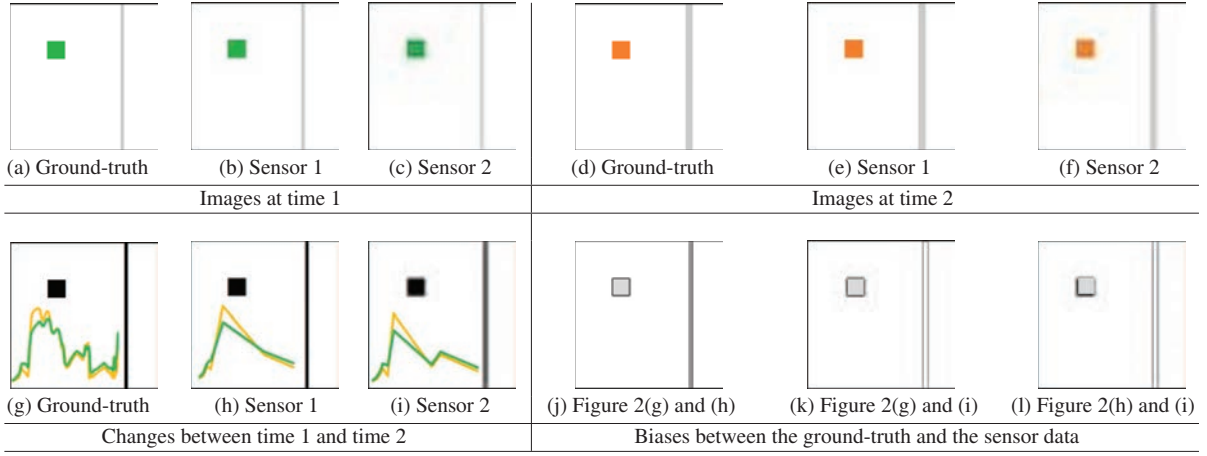 (a) Ground-truth (b) Sensor 1 (c) Sensor 2 (d) Ground-truth (e) Sensor 1 (f) Sensor 2
Images at time 1 Images at time 2
(g) Ground-truth (h) Sensor 1 (i) Sensor 2 (j) Figure 2(g) and (h) (k) Figure 2(g) and (i) (l) Figure 2(h) and (i)
Changes between time 1 and time 2 Biases between the ground-truth and the sensor data